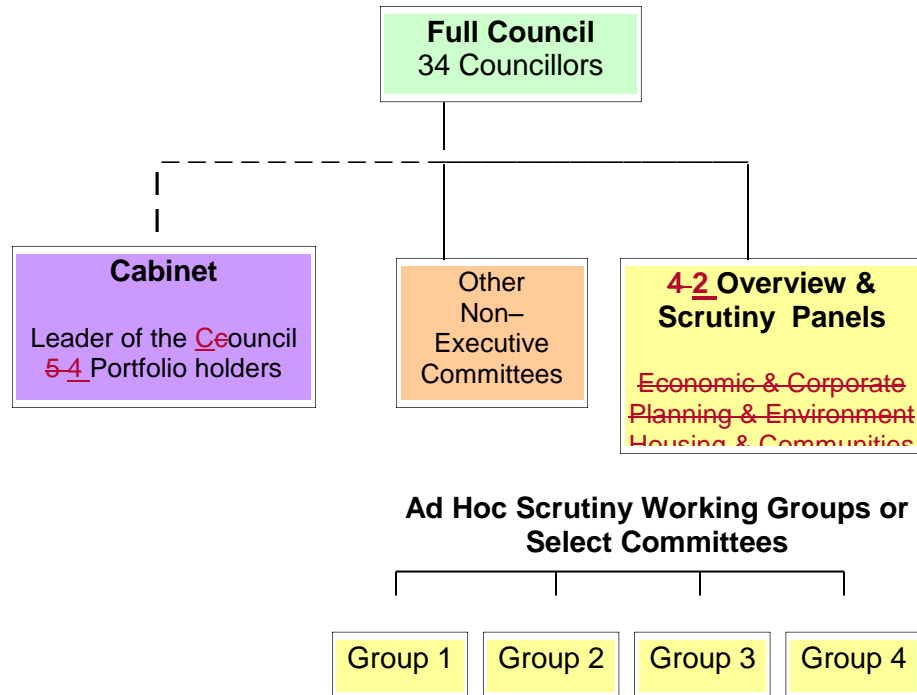 Full Council
34 Councillors
Cabinet
Leader of the Ccouncil
5 4 Portfolio holders
Other
Non–
Executive
Committees
4 2 Overview &
Scrutiny Panels
Economic & Corporate
Planning & Environment
Housing & Communities
Ad Hoc Scrutiny Working Groups or
Select Committees
Group 1
Group 2
Group 3
Group 4